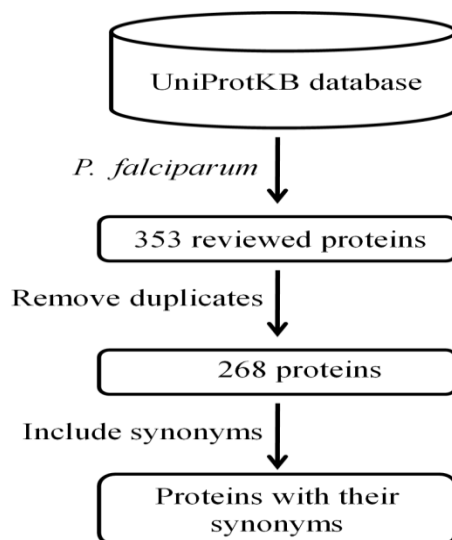 UniProtKB database
P. falciparum
353 reviewed proteins
Remove duplicates
268 proteins
Include synonyms
Proteins with their
synonyms